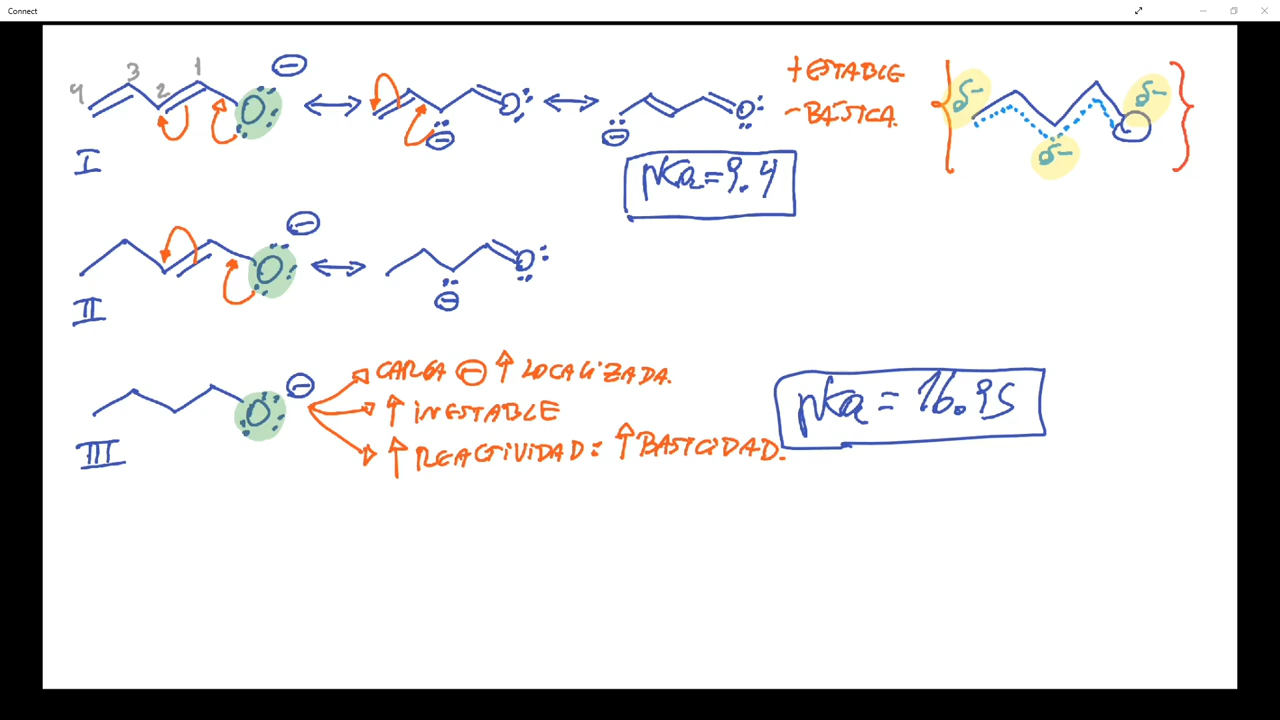 Connect
4 3 2 1 O ⊖
⊖ O
⊖ O
+ ESTABLE
- BÁSICA.
δ- δ- δ- O
I
pKa = 9.4
O ⊖
⊖ O
II
O ⊖
CARGA ⊖ ↑ LOCALIZADA.
↑ INESTABLE
↑ REACTIVIDAD: ↑ BASICIDAD.
III
pKa = 16.95